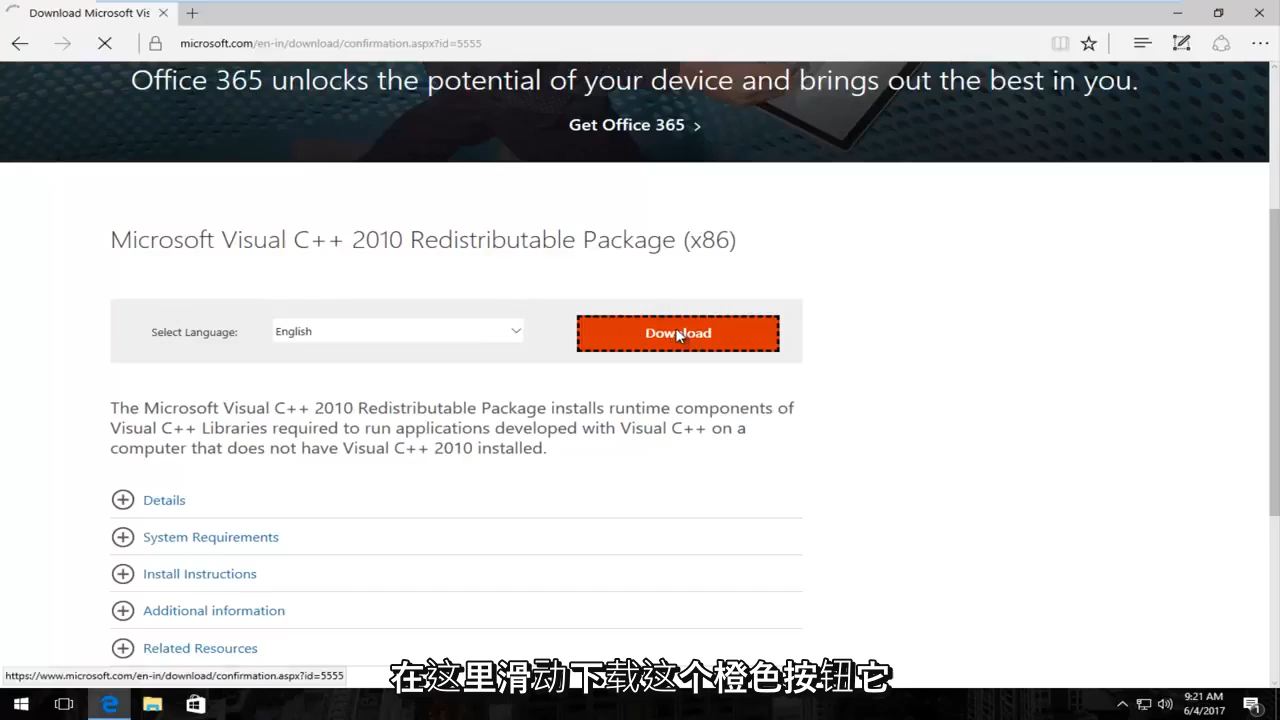 Download Microsoft Vis
microsoft.com/en-in/download/confirmation.aspx?id=5555
Office 365 unlocks the potential of your device and brings out the best in you.
Get Office 365 >
Microsoft Visual C++ 2010 Redistributable Package (x86)
Select Language: English Download
The Microsoft Visual C++ 2010 Redistributable Package installs runtime components of
Visual C++ Libraries required to run applications developed with Visual C++ on a
computer that does not have Visual C++ 2010 installed.
Details
System Requirements
Install Instructions
Additional information
Related Resources
https://www.microsoft.com/en-in/download/confirmation.aspx?id=5555
在这里滑动下载这个橙色按钮它
9:21 AM
6/4/2017
1